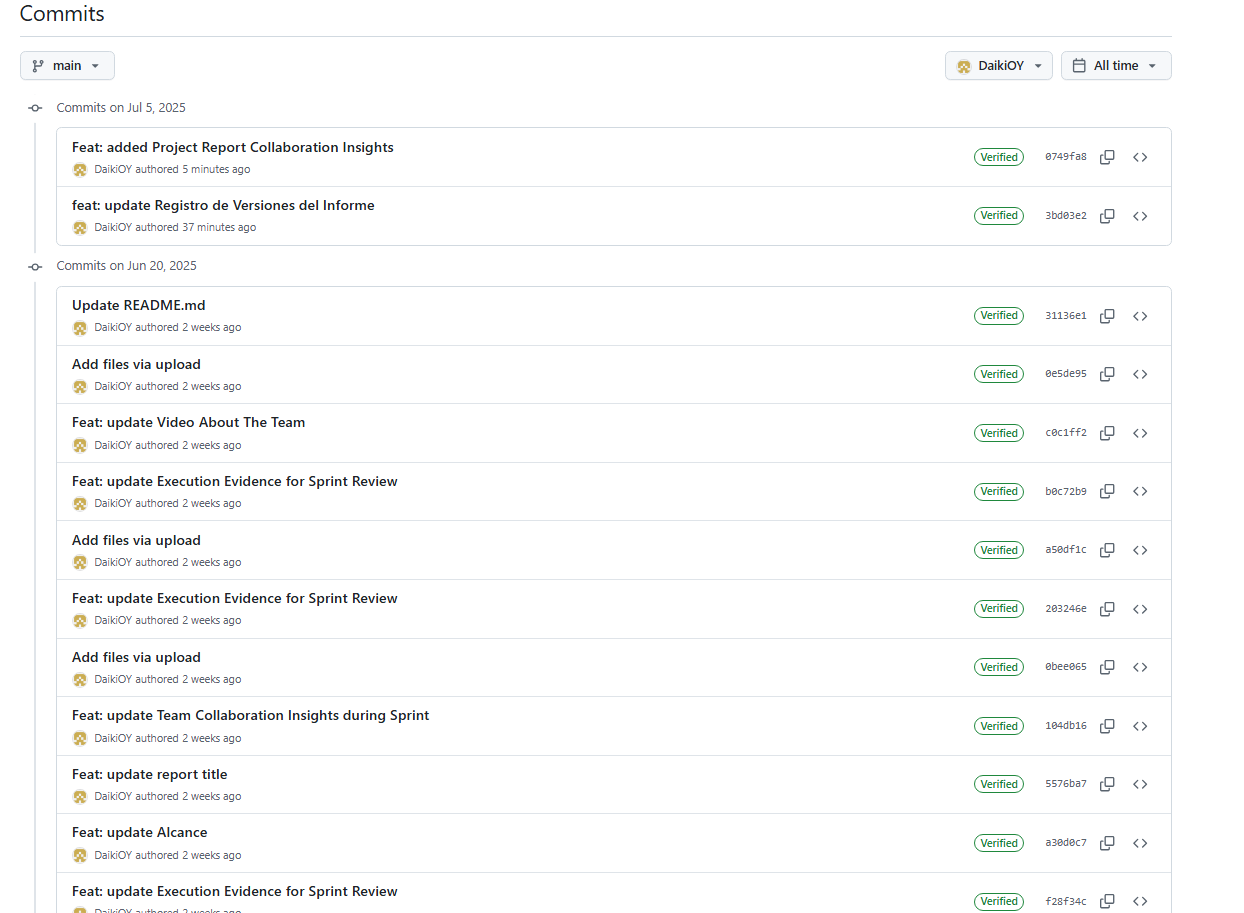 Commits
main
DaikiOY
All time
Commits on Jul 5, 2025
Feat: added Project Report Collaboration Insights
DaikiOY authored 5 minutes ago
Verified
0749fa8
feat: update Registro de Versiones del Informe
DaikiOY authored 37 minutes ago
Verified
3bd03e2
Commits on Jun 20, 2025
Update README.md
DaikiOY authored 2 weeks ago
Verified
31136e1
Add files via upload
DaikiOY authored 2 weeks ago
Verified
0e5de95
Feat: update Video About The Team
DaikiOY authored 2 weeks ago
Verified
c0c1ff2
Feat: update Execution Evidence for Sprint Review
DaikiOY authored 2 weeks ago
Verified
b0c72b9
Add files via upload
DaikiOY authored 2 weeks ago
Verified
a50df1c
Feat: update Execution Evidence for Sprint Review
DaikiOY authored 2 weeks ago
Verified
203246e
Add files via upload
DaikiOY authored 2 weeks ago
Verified
0bee065
Feat: update Team Collaboration Insights during Sprint
DaikiOY authored 2 weeks ago
Verified
104db16
Feat: update report title
DaikiOY authored 2 weeks ago
Verified
5576ba7
Feat: update Alcance
DaikiOY authored 2 weeks ago
Verified
a30d0c7
Feat: update Execution Evidence for Sprint Review
DaikiOY authored 2 weeks ago
Verified
f28f34c